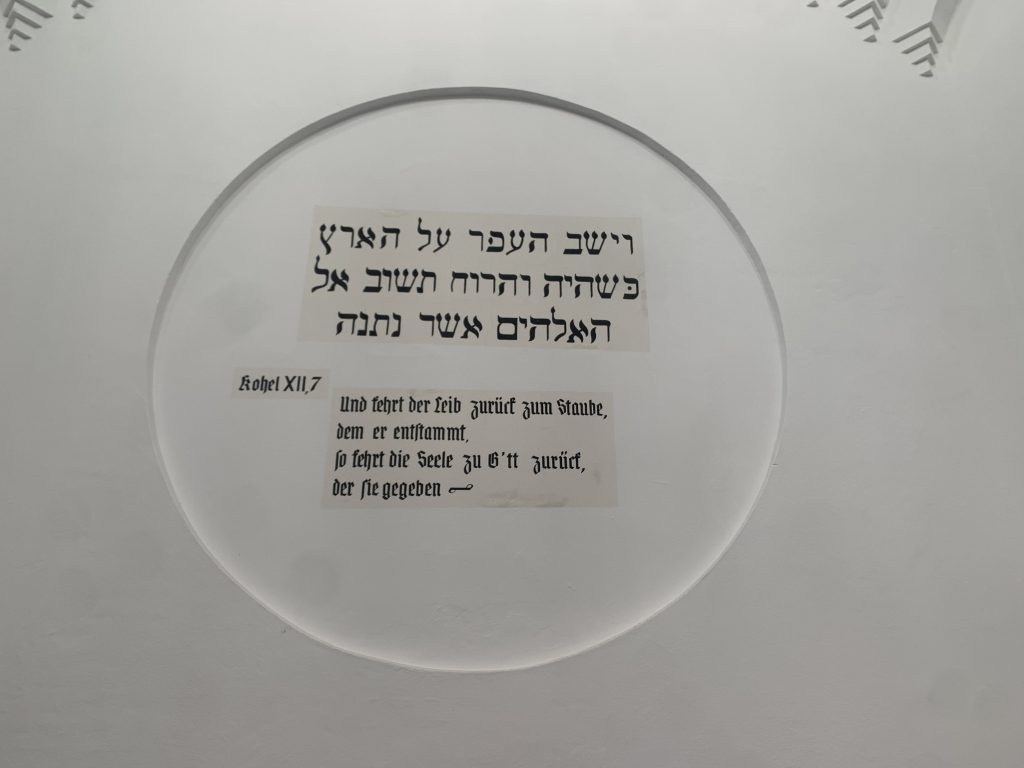 וישב העפר על הארץ
כשהיה והרוח תשוב אל
האלהים אשר נתנה
Kohel XII,7
Und kehrt der Leib zurück zum Staube,
dem er entstammt,
so kehrt die Seele zu G'tt zurück,
der sie gegeben